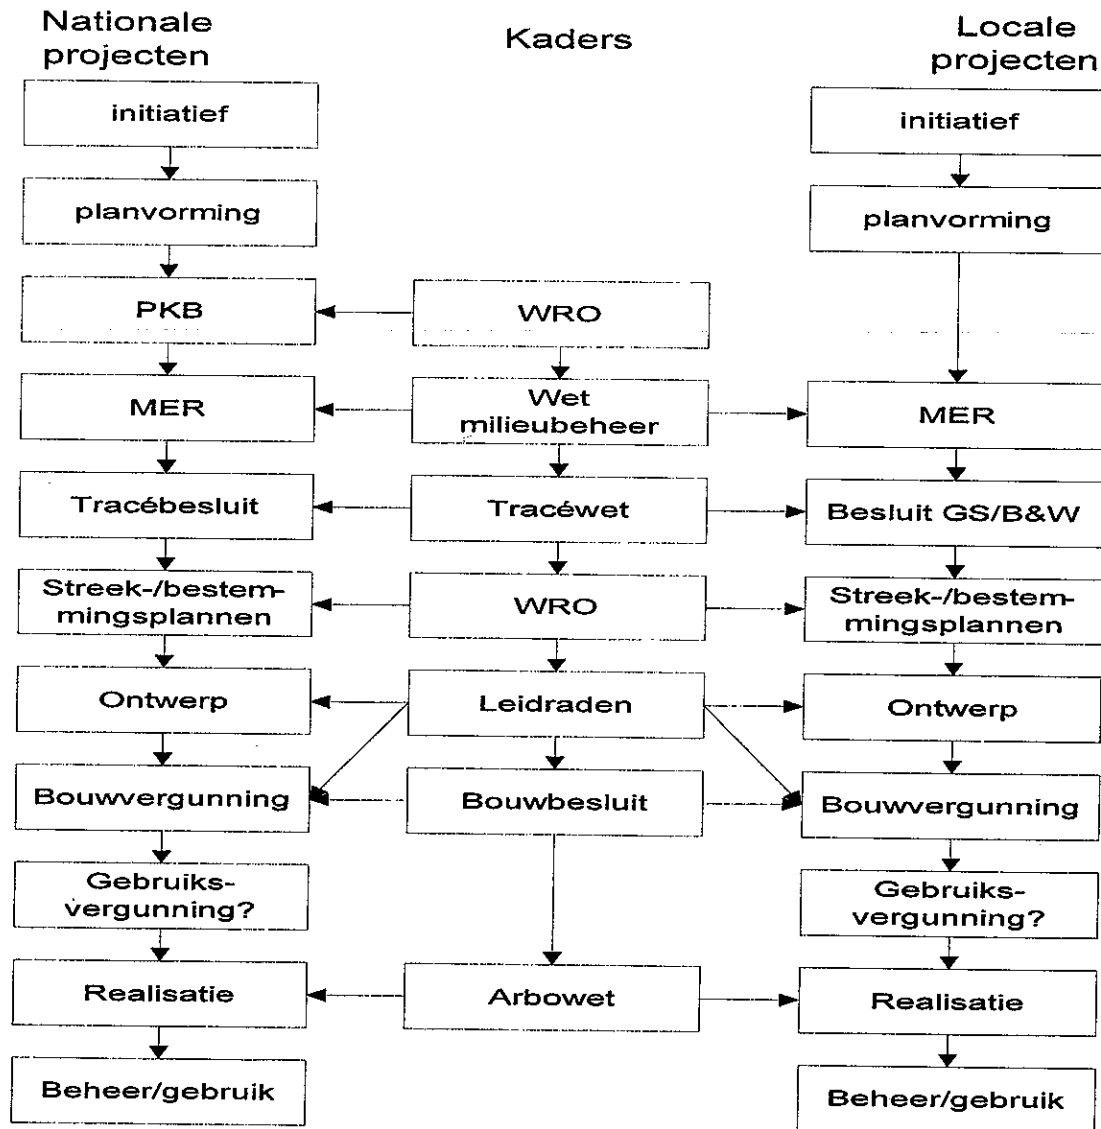 Nationale
projecten
initiatief
planvorming
PKB
MER
Tracébesluit
Streek-/bestem-
mingsplannen
Ontwerp
Bouwvergunning
Gebruiks-
vergunning?
Realisatie
Beheer/gebruik
Kaders
WRO
Wet
milieubeheer
Tracéwet
WRO
Leidraden
Bouwbesluit
Arbowet
Locale
projecten
initiatief
planvorming
MER
Besluit GS/B&W
Streek-/bestem-
mingsplannen
Ontwerp
Bouwvergunning
Gebruiks-
vergunning?
Realisatie
Beheer/gebruik